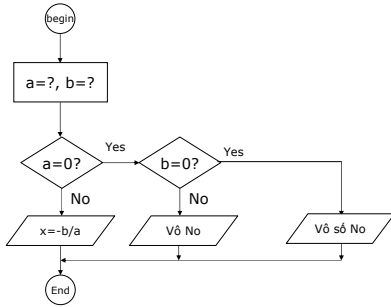 begin
a=?, b=?
a=0?
Yes
b=0?
Yes
No
No
x=-b/a
Vô No
Vô số No
End